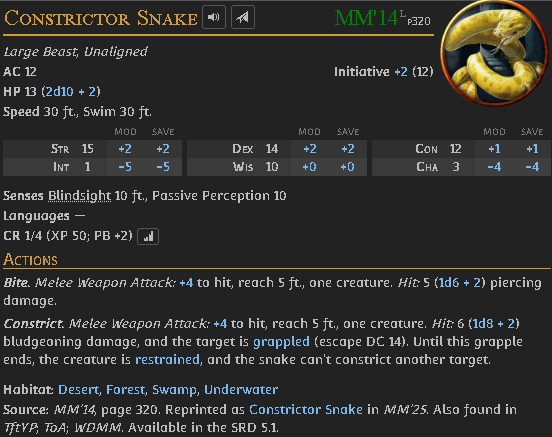 Constrictor Snake MM'14 L p320
Large Beast, Unaligned
AC 12 Initiative +2 (12)
HP 13 (2d10 + 2)
Speed 30 ft., Swim 30 ft.
MOD SAVE MOD SAVE MOD SAVE
Str 15 +2 +2 Dex 14 +2 +2 Con 12 +1 +1
Int 1 −5 −5 Wis 10 +0 +0 Cha 3 −4 −4
Senses Blindsight 10 ft., Passive Perception 10
Languages —
CR 1/4 (XP 50; PB +2)
Actions
Bite. Melee Weapon Attack: +4 to hit, reach 5 ft., one creature. Hit: 5 (1d6 + 2) piercing
damage.
Constrict. Melee Weapon Attack: +4 to hit, reach 5 ft., one creature. Hit: 6 (1d8 + 2)
bludgeoning damage, and the target is grappled (escape DC 14). Until this grapple
ends, the creature is restrained, and the snake can't constrict another target.
Habitat: Desert, Forest, Swamp, Underwater
Source: MM'14, page 320. Reprinted as Constrictor Snake in MM'25. Also found in
TftYP; ToA; WDMM. Available in the SRD 5.1.